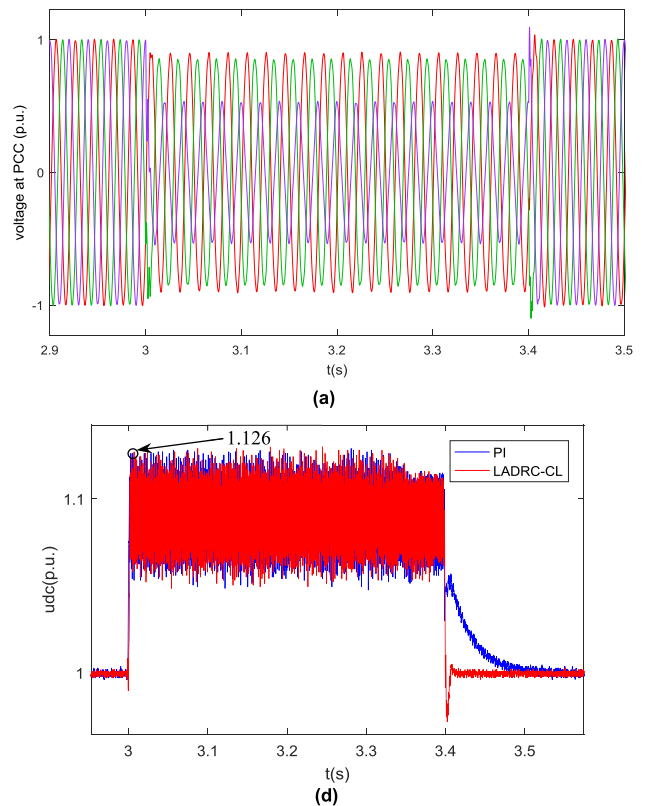 voltage at PCC (p.u.)
1
0
-1
2.9 3 3.1 3.2 3.3 3.4 3.5
t(s)
(a)
1.126
PI
LADRC-CL
udc(p.u.)
1.1
1
3 3.1 3.2 3.3 3.4 3.5
t(s)
(d)